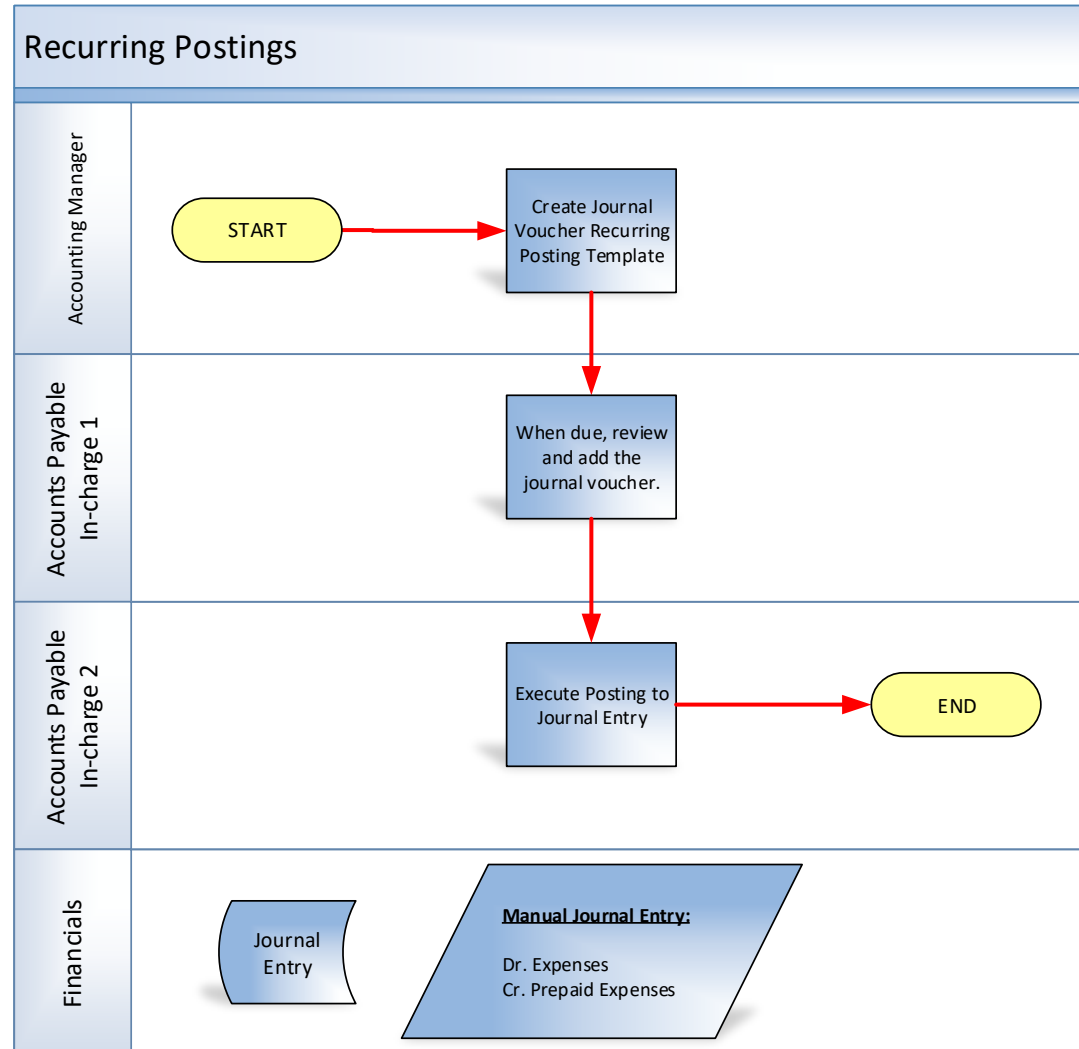 Recurring Postings
Accounting Manager
START
Create Journal
Voucher Recurring
Posting Template
Accounts Payable
In-charge 1
When due, review
and add the
journal voucher.
Accounts Payable
In-charge 2
Execute Posting to
Journal Entry
END
Financials
Journal
Entry
Manual Journal Entry:
Dr. Expenses
Cr. Prepaid Expenses